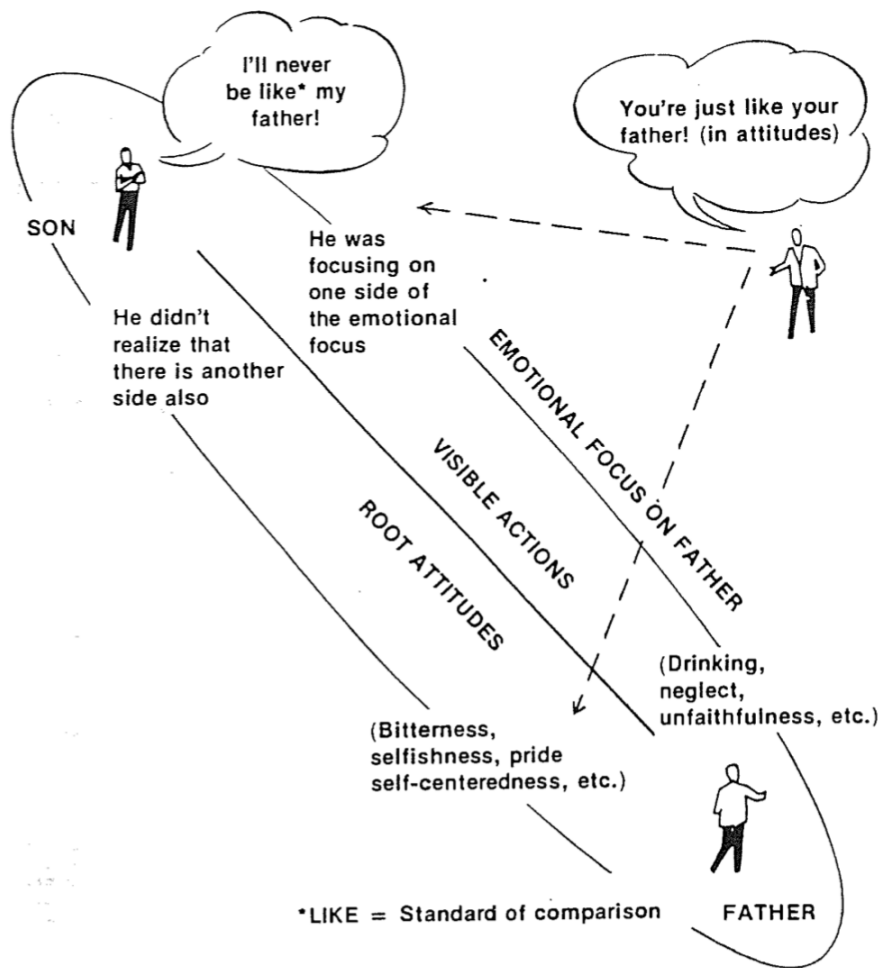 I'll never
be like* my
father!
You're just like your
father! (in attitudes)
SON
He was
focusing on
one side of
the emotional
focus
He didn't
realize that
there is another
side also
EMOTIONAL FOCUS ON FATHER
VISIBLE ACTIONS
ROOT ATTITUDES
(Drinking,
neglect,
unfaithfulness, etc.)
(Bitterness,
selfishness, pride
self-centeredness, etc.)
*LIKE = Standard of comparison
FATHER